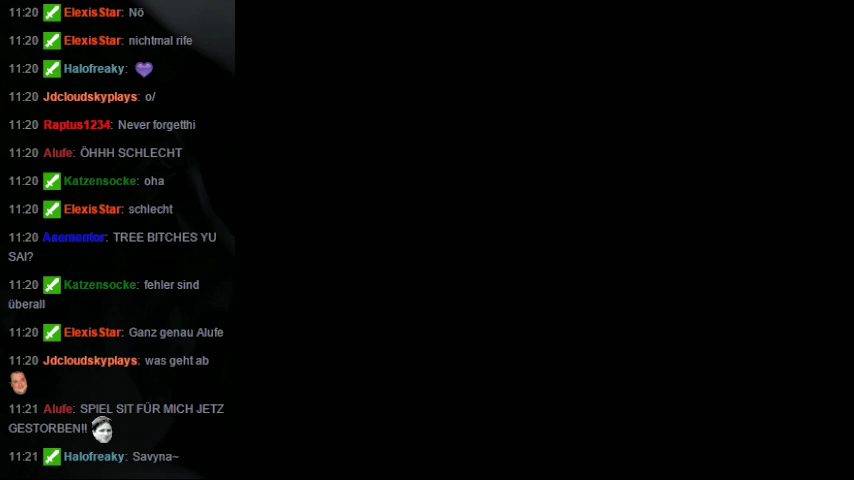 11:20 ElexisStar: Nö
11:20 ElexisStar: nichtmal rife
11:20 Halofreaky:
11:20 Jdcloudskyplays: o/
11:20 Raptus1234: Never forgetthi
11:20 Alufe: ÖHHH SCHLECHT
11:20 Katzensocke: oha
11:20 ElexisStar: schlecht
11:20 : TREE BITCHES YU
SAI?
11:20 Katzensocke: fehler sind
überall
11:20 ElexisStar: Ganz genau Alufe
11:20 Jdcloudskyplays: was geht ab
11:21 Alufe: SPIEL SIT FÜR MICH JETZ
GESTORBEN!!
11:21 Halofreaky: Savyna~